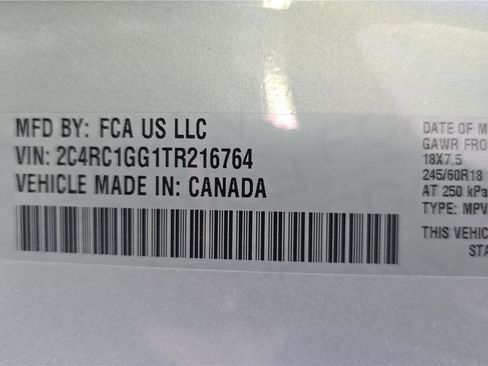 MFD BY: FCA US LLC
VIN: 2C4RC1GG1TR216764
VEHICLE MADE IN: CANADA
DATE OF M
GAWR FRO
18X7.5
245/60R18
AT 250 kPa
TYPE: MPV
THIS VEHIC
STA